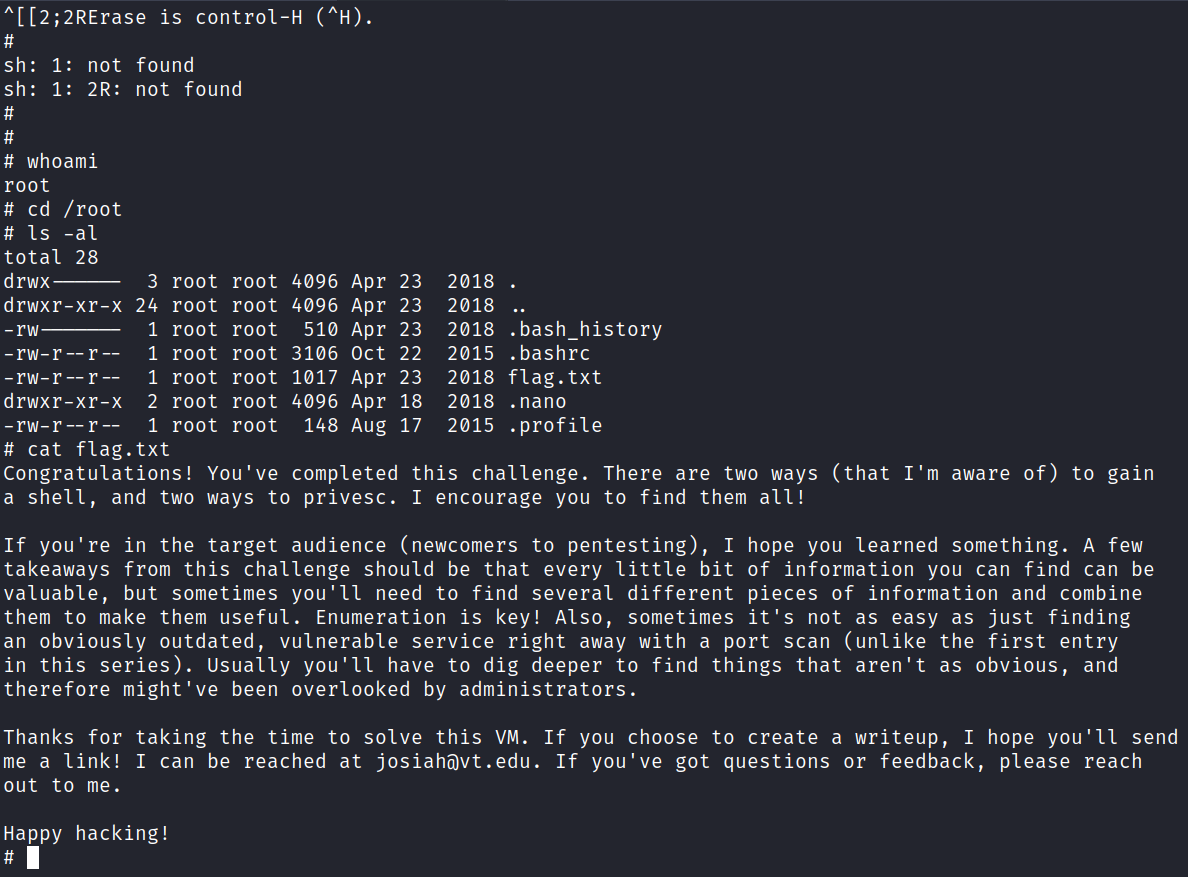 ^[[2;2RErase is control-H (^H).
#
sh: 1: not found
sh: 1: 2R: not found
#
#
# whoami
root
# cd /root
# ls -al
total 28
drwx------  3 root root 4096 Apr 23  2018 .
drwxr-xr-x 24 root root 4096 Apr 23  2018 ..
-rw-------  1 root root  510 Apr 23  2018 .bash_history
-rw-r--r--  1 root root 3106 Oct 22  2015 .bashrc
-rw-r--r--  1 root root 1017 Apr 23  2018 flag.txt
drwxr-xr-x  2 root root 4096 Apr 18  2018 .nano
-rw-r--r--  1 root root  148 Aug 17  2015 .profile
# cat flag.txt
Congratulations! You've completed this challenge. There are two ways (that I'm aware of) to gain
a shell, and two ways to privesc. I encourage you to find them all!

If you're in the target audience (newcomers to pentesting), I hope you learned something. A few
takeaways from this challenge should be that every little bit of information you can find can be
valuable, but sometimes you'll need to find several different pieces of information and combine
them to make them useful. Enumeration is key! Also, sometimes it's not as easy as just finding
an obviously outdated, vulnerable service right away with a port scan (unlike the first entry
in this series). Usually you'll have to dig deeper to find things that aren't as obvious, and
therefore might've been overlooked by administrators.

Thanks for taking the time to solve this VM. If you choose to create a writeup, I hope you'll send
me a link! I can be reached at josiah@vt.edu. If you've got questions or feedback, please reach
out to me.

Happy hacking!
#